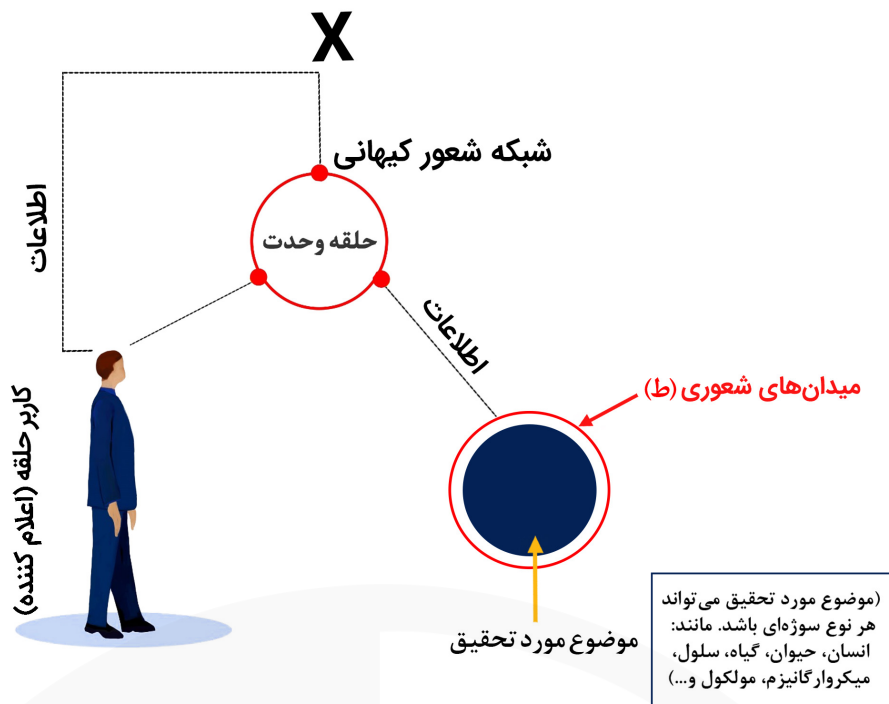 X
شبکه شعور کیهانی
حلقه وحدت
اطلاعات
اطلاعات
میدان‌های شعوری (ط)
کاربر حلقه (اعلام کننده)
موضوع مورد تحقیق
(موضوع مورد تحقیق می‌تواند
هر نوع سوژه‌ای باشد. مانند:
انسان، حیوان، گیاه، سلول،
میکروارگانیزم، مولکول و...)